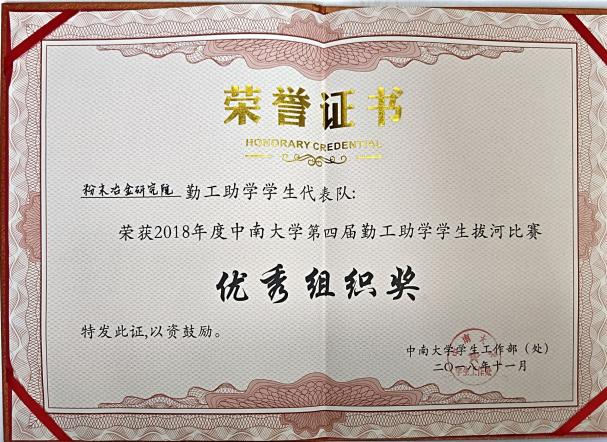 荣誉证书
HONORARY CREDENTIAL
粉末冶金研究院勤工助学学生代表队:
荣获2018年度中南大学第四届勤工助学学生拔河比赛
优秀组织奖
特发此证,以资鼓励。
中南大学学生工作部（处）
二〇一八年十一月